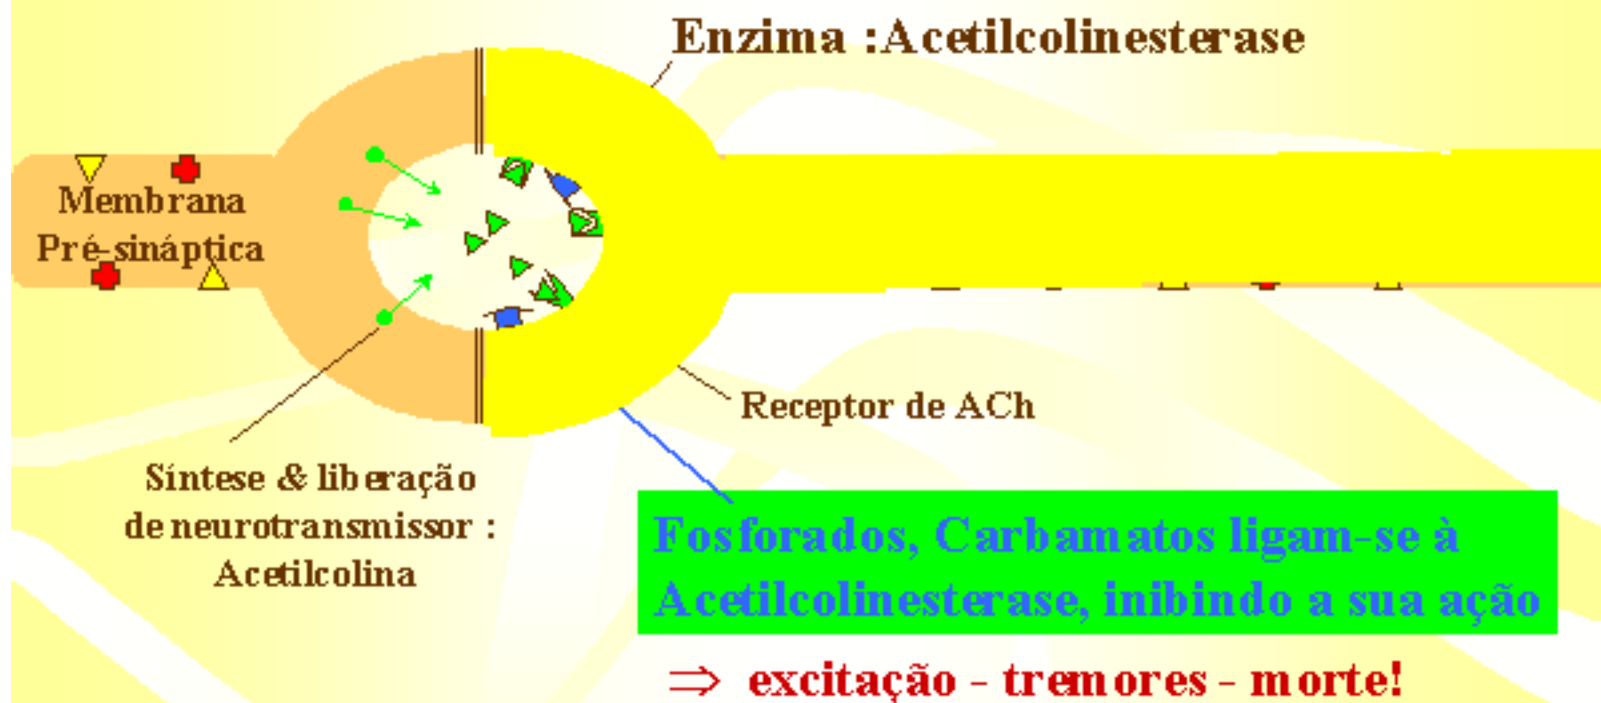 Enzima :Acetilcolinesterase
Membrana
Pré-sináptica
Receptor de ACh
Síntese & liberação
de neurotransmissor :
Acetilcolina
Fosforados, Carbamatos ligam-se à
Acetilcolinesterase, inibindo a sua ação
⇒ excitação - tremores - morte!